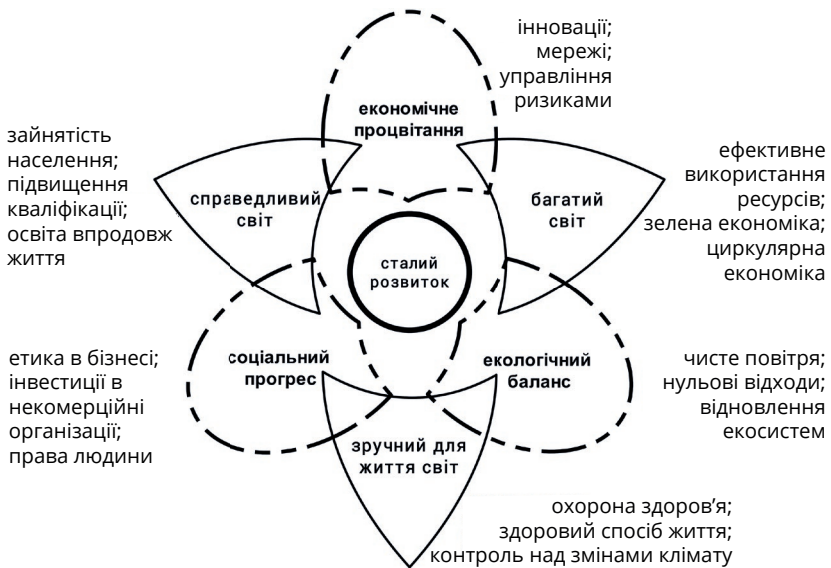 інновації;
мережі;
управління
ризиками
економічне
процвітання
зайнятість
населення;
підвищення
кваліфікації;
освіта впродовж
життя
справедливий
світ
багатий
світ
ефективне
використання
ресурсів;
зелена економіка;
циркулярна
економіка
сталий
розвиток
етика в бізнесі;
інвестиції в
некомерційні
організації;
права людини
соціальний
прогрес
екологічний
баланс
чисте повітря;
нульові відходи;
відновлення
екосистем
зручний для
життя світ
охорона здоров’я;
здоровий спосіб життя;
контроль над змінами клімату